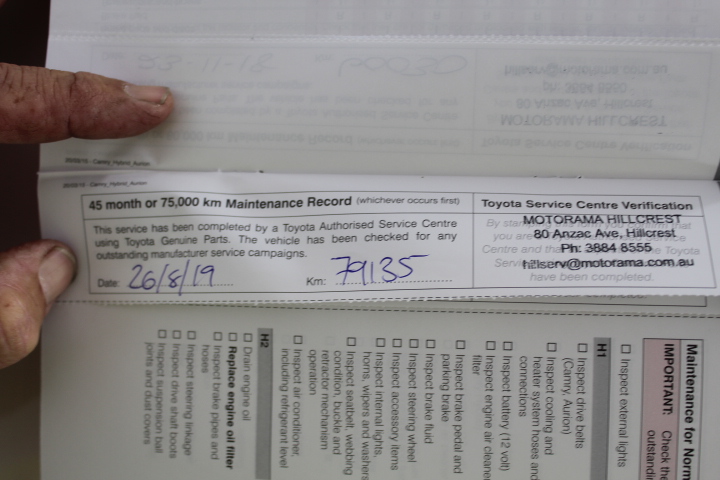 05/05/15 - Camry_Hybrid_Aurion
45 month or 75,000 km Maintenance Record (whichever occurs first)
This service has been completed by a Toyota Authorised Service Centre
using Toyota Genuine Parts. The vehicle has been checked for any
outstanding manufacturer service campaigns.
Date: 26/8/19 Km: 79135
Toyota Service Centre Verification
MOTORAMA HILLCREST
80 Anzac Ave, Hillcrest
Ph: 3884 8555
hillserv@motorama.com.au
have been completed.
Maintenance for Norm
IMPORTANT: Check the
outstandin
☐ Inspect external lights
H1
☐ Inspect drive belts
(Camry, Aurion)
☐ Inspect cooling and
heater system hoses and
connections
☐ Inspect battery (12 volt)
☐ Inspect engine air cleaner
filter
☐ Inspect brake pedal and
parking brake
☐ Inspect brake fluid
☐ Inspect steering wheel
☐ Inspect accessory items
☐ Inspect internal lights,
horns, wipers and washers
☐ Inspect seatbelt, webbing
condition, buckle and
retractor mechanism
operation
☐ Inspect air conditioner,
including refrigerant level
H2
☐ Drain engine oil
☐ Replace engine oil filter
☐ Inspect brake pipes and
hoses
☐ Inspect steering linkage
☐ Inspect drive shaft boots
☐ Inspect suspension ball
joints and dust covers